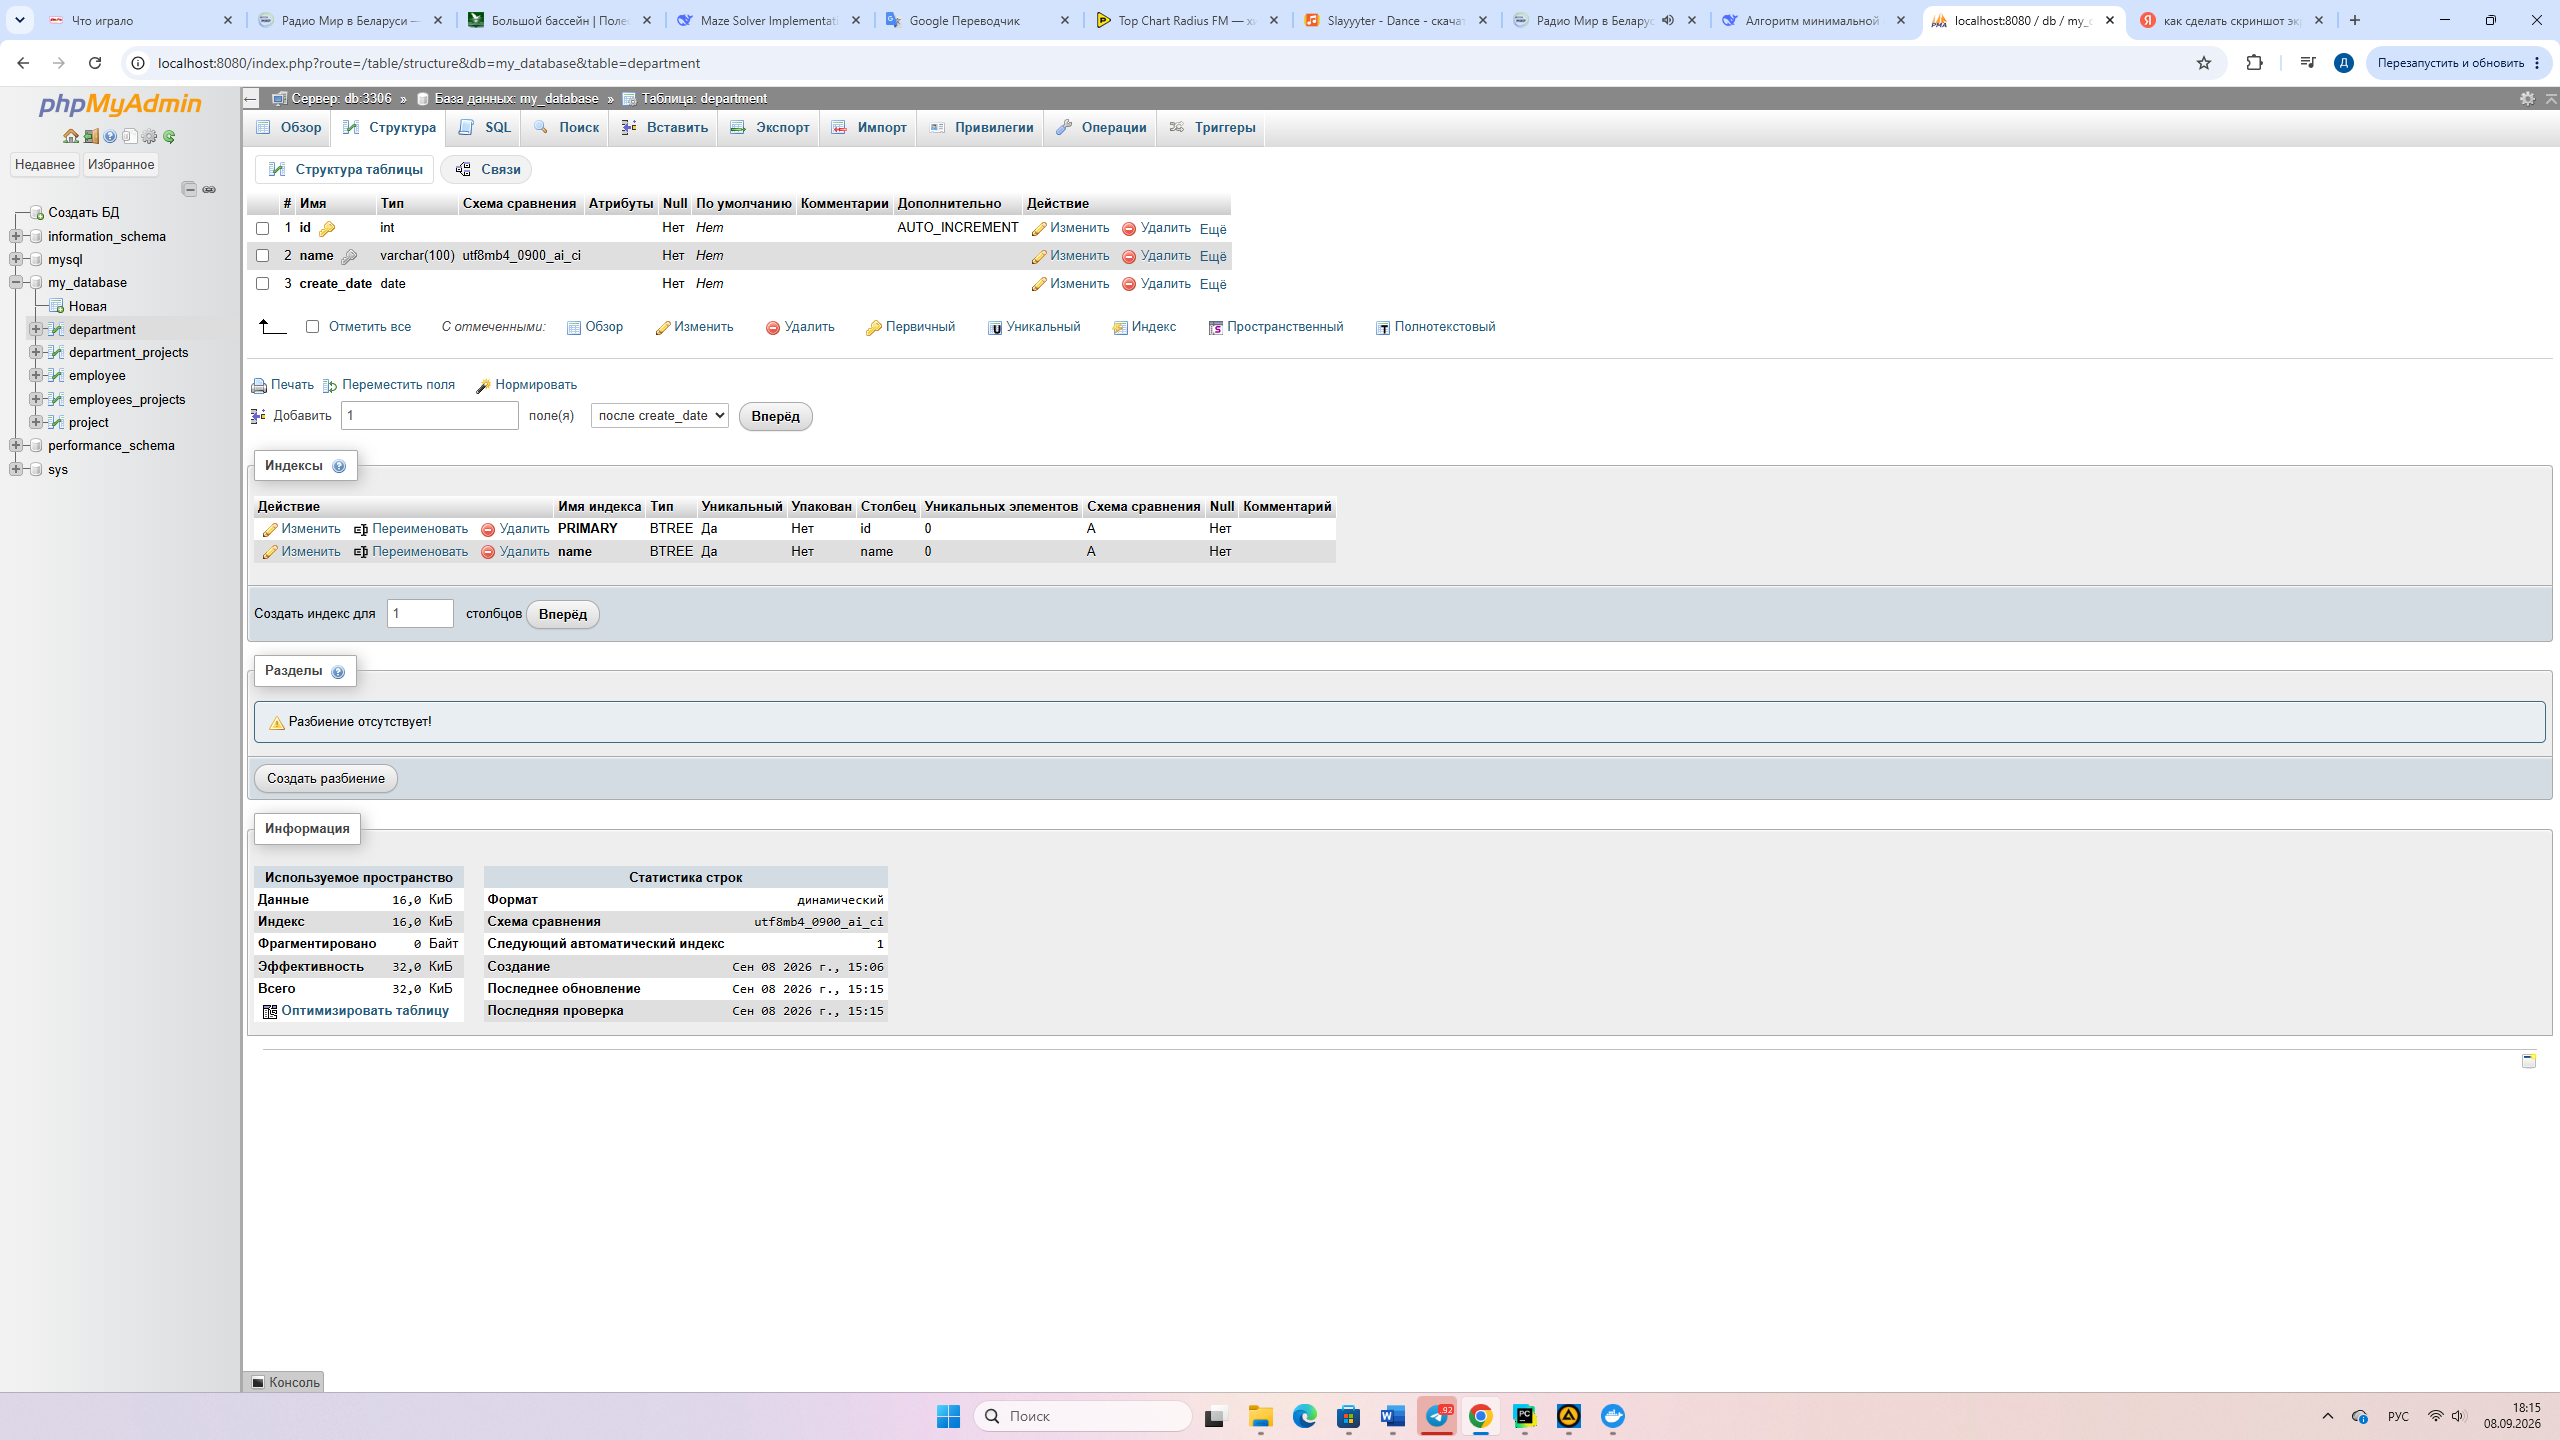 Что играло
Радио Мир в Беларуси —
Большой бассейн | Поле
Maze Solver Implementati
Google Переводчик
Top Chart Radius FM — х
Slayyyter - Dance - скачат
Радио Мир в Беларус
Алгоритм минимальной
localhost:8080 / db / my_
как сделать скриншот эк
localhost:8080/index.php?route=/table/structure&db=my_database&table=department
Д
Перезапустить и обновить
phpMyAdmin
Недавнее Избранное
Создать БД
information_schema
mysql
my_database
Новая
department
department_projects
employee
employees_projects
project
performance_schema
sys
Сервер: db:3306 » База данных: my_database » Таблица: department
Обзор Структура SQL Поиск Вставить Экспорт Импорт Привилегии Операции Триггеры
Структура таблицы Связи
# Имя Тип Схема сравнения Атрибуты Null По умолчанию Комментарии Дополнительно Действие
1 id int Нет Нет AUTO_INCREMENT Изменить Удалить Ещё
2 name varchar(100) utf8mb4_0900_ai_ci Нет Нет Изменить Удалить Ещё
3 create_date date Нет Нет Изменить Удалить Ещё
Отметить все С отмеченными: Обзор Изменить Удалить Первичный Уникальный Индекс Пространственный Полнотекстовый
Печать Переместить поля Нормировать
Добавить 1 поле(я) после create_date Вперёд
Индексы
Действие Имя индекса Тип Уникальный Упакован Столбец Уникальных элементов Схема сравнения Null Комментарий
Изменить Переименовать Удалить PRIMARY BTREE Да Нет id 0 A Нет
Изменить Переименовать Удалить name BTREE Да Нет name 0 A Нет
Создать индекс для 1 столбцов Вперёд
Разделы
Разбиение отсутствует!
Создать разбиение
Информация
Используемое пространство
Данные 16,0 КиБ
Индекс 16,0 КиБ
Фрагментировано 0 Байт
Эффективность 32,0 КиБ
Всего 32,0 КиБ
Оптимизировать таблицу
Статистика строк
Формат динамический
Схема сравнения utf8mb4_0900_ai_ci
Следующий автоматический индекс 1
Создание Сен 08 2026 г., 15:06
Последнее обновление Сен 08 2026 г., 15:15
Последняя проверка Сен 08 2026 г., 15:15
Консоль
Поиск
92
РУС
18:15
08.09.2026